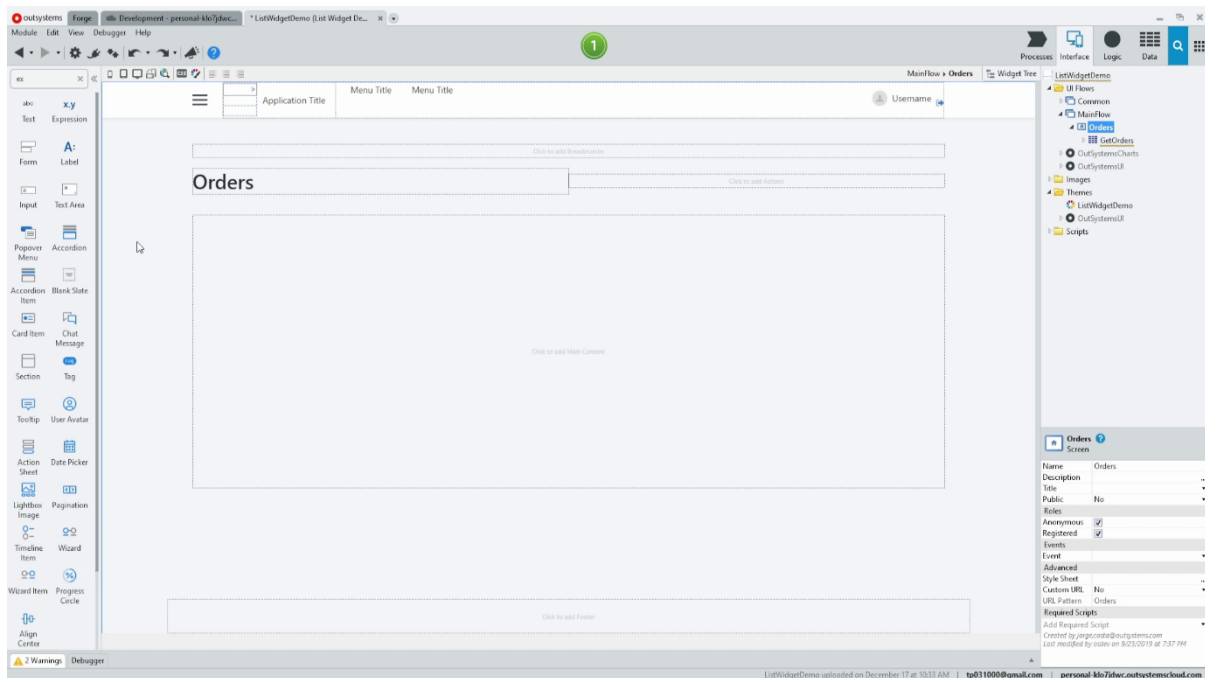 outsystems Forge Development - personal-klo7jdwc... * ListWidgetDemo (List Widget De...
Module Edit View Debugger Help
1
Processes Interface Logic Data
ex
MainFlow ▸ Orders Widget Tree
abc
Text
x.y
Expression
Form
A:
Label
Input
Text Area
Popover Menu
Accordion
Accordion Item
Blank Slate
Card Item
Chat Message
Section
Tag
Tooltip
User Avatar
Action Sheet
Date Picker
Lightbox Image
Pagination
Timeline Item
Wizard
Wizard Item
Progress Circle
Align Center
Application Title
Menu Title Menu Title
Username
Click to add Breadcrumbs
Orders
Click to add Actions
Click to add Main Content
Click to add Footer
ListWidgetDemo
UI Flows
Common
MainFlow
Orders
GetOrders
OutSystemsCharts
OutSystemsUI
Images
Themes
ListWidgetDemo
OutSystemsUI
Scripts
Orders
Screen
Name Orders
Description
Title
Public No
Roles
Anonymous
Registered
Events
Event
Advanced
Style Sheet
Custom URL No
URL Pattern Orders
Required Scripts
Add Required Script
Created by jorge.costa@outsystems.com
Last modified by osdev on 9/23/2019 at 7:37 PM
2 Warnings Debugger
ListWidgetDemo uploaded on December 17 at 10:33 AM | tp031000@gmail.com | personal-klo7jdwc.outsystemscloud.com